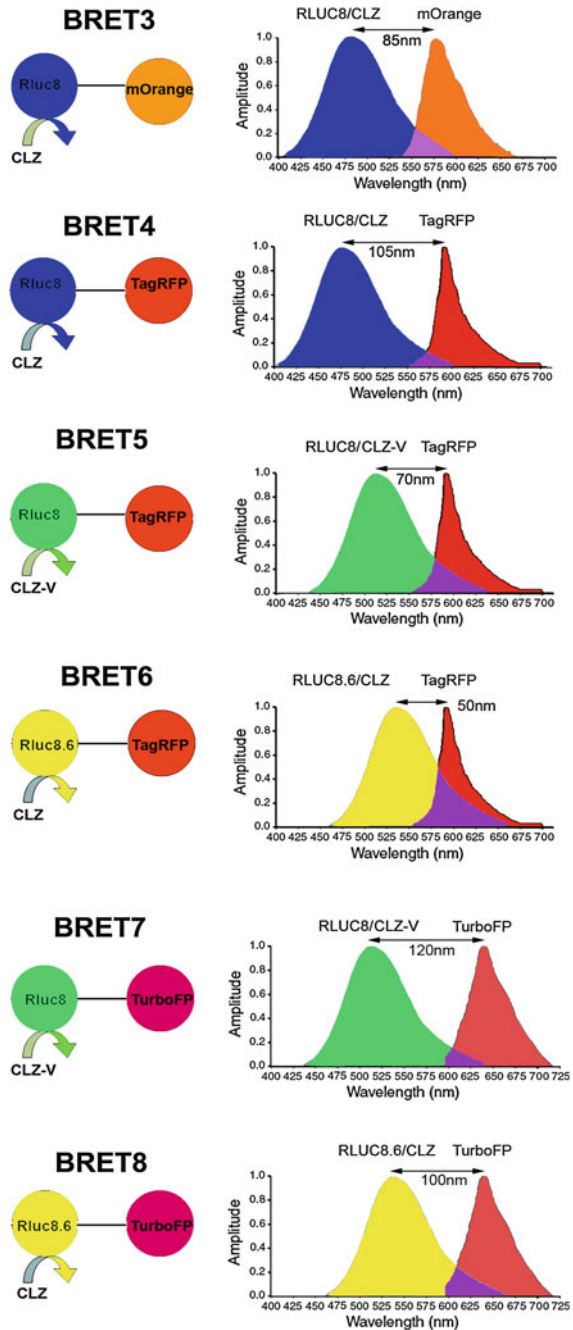 BRET3
Rluc8
mOrange
CLZ
RLUC8/CLZ mOrange
85nm
Amplitude
1.0
0.8
0.6
0.4
0.2
0.0
400 425 450 475 500 525 550 575 600 625 650 675 700
Wavelength (nm)
BRET4
Rluc8
TagRFP
CLZ
RLUC8/CLZ TagRFP
105nm
Amplitude
1.0
0.8
0.6
0.4
0.2
0.0
400 425 450 475 500 525 550 575 600 625 650 675 700
Wavelength (nm)
BRET5
Rluc8
TagRFP
CLZ-V
RLUC8/CLZ-V TagRFP
70nm
Amplitude
1.0
0.8
0.6
0.4
0.2
0.0
400 425 450 475 500 525 550 575 600 625 650 675 700
Wavelength (nm)
BRET6
Rluc8.6
TagRFP
CLZ
RLUC8.6/CLZ TagRFP
50nm
Amplitude
1.0
0.8
0.6
0.4
0.2
0.0
400 425 450 475 500 525 550 575 600 625 650 675 700
Wavelength (nm)
BRET7
Rluc8
TurboFP
CLZ-V
RLUC8/CLZ-V TurboFP
120nm
Amplitude
1.0
0.8
0.6
0.4
0.2
0.0
400 425 450 475 500 525 550 575 600 625 650 675 700 725
Wavelength (nm)
BRET8
Rluc8.6
TurboFP
CLZ
RLUC8.6/CLZ TurboFP
100nm
Amplitude
1.0
0.8
0.6
0.4
0.2
0.0
400 425 450 475 500 525 550 575 600 625 650 675 700 725
Wavelength (nm)